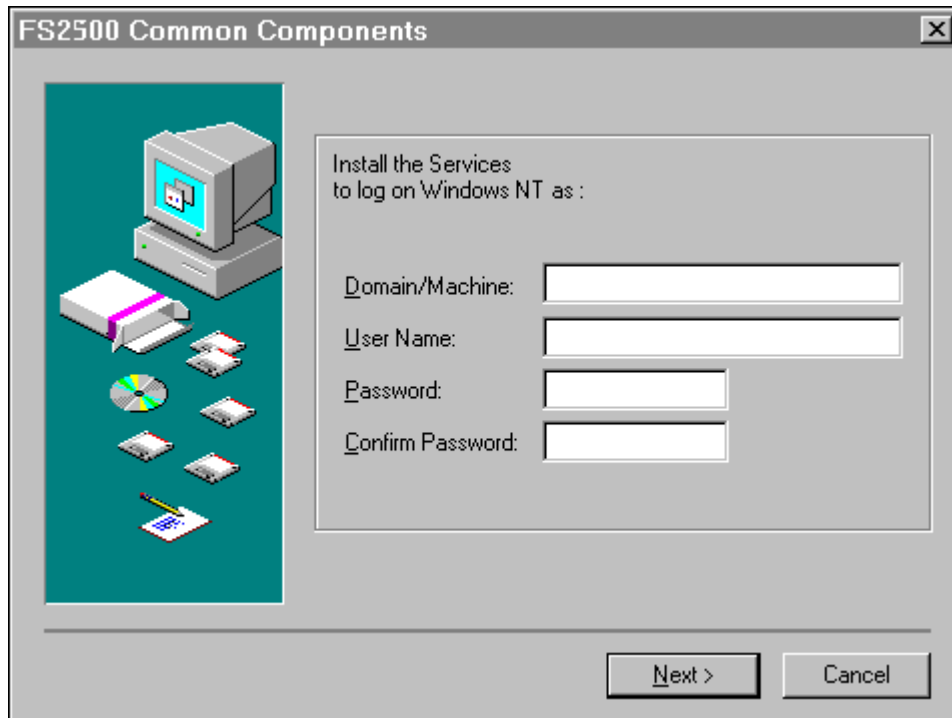 FS2500 Common Components
Install the Services
to log on Windows NT as :
Domain/Machine:
User Name:
Password:
Confirm Password:
Next >
Cancel